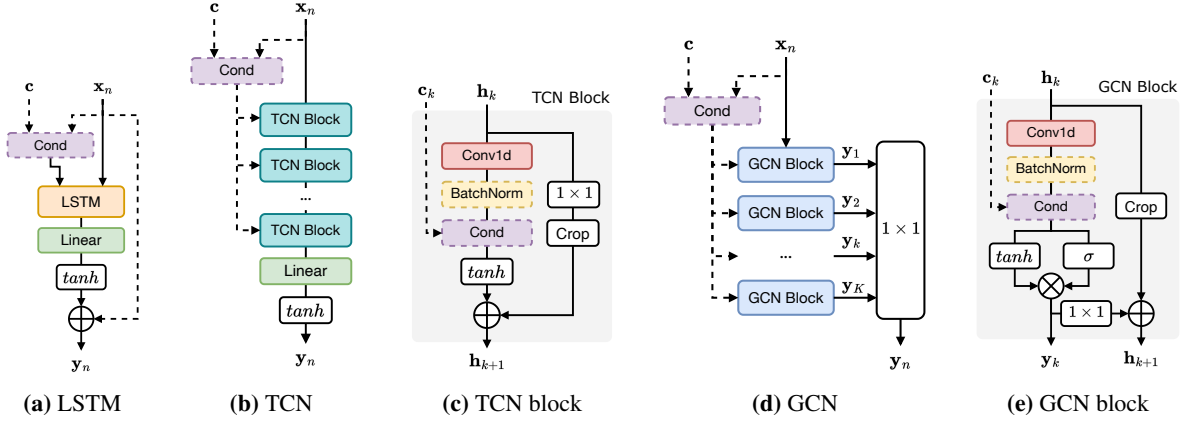 c
x_n
Cond
LSTM
Linear
tanh
y_n
(a) LSTM
c
x_n
Cond
TCN Block
TCN Block
...
TCN Block
Linear
tanh
y_n
(b) TCN
c_k
h_k
TCN Block
Conv1d
BatchNorm
1 × 1
Cond
Crop
tanh
h_{k+1}
(c) TCN block
c
x_n
Cond
GCN Block
y_1
GCN Block
y_2
1 × 1
...
y_k
GCN Block
y_K
y_n
(d) GCN
c_k
h_k
GCN Block
Conv1d
BatchNorm
Cond
Crop
tanh
σ
1 × 1
y_k
h_{k+1}
(e) GCN block